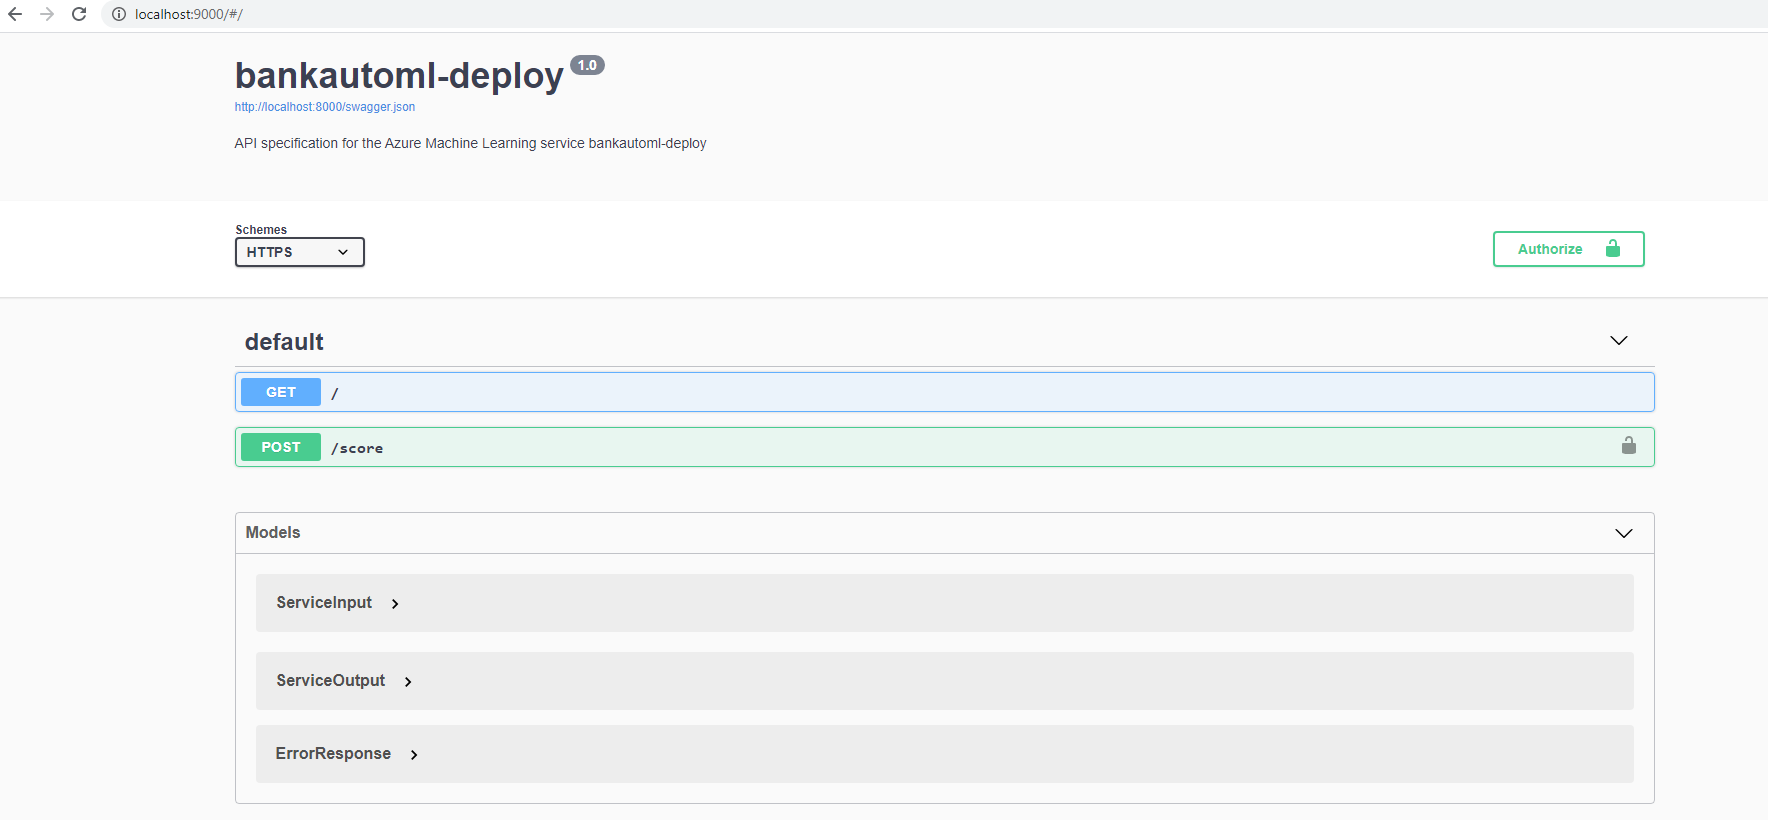 localhost:9000/#/
bankautoml-deploy 1.0
http://localhost:8000/swagger.json
API specification for the Azure Machine Learning service bankautoml-deploy
Schemes
HTTPS
Authorize
default
GET /
POST /score
Models
ServiceInput
ServiceOutput
ErrorResponse